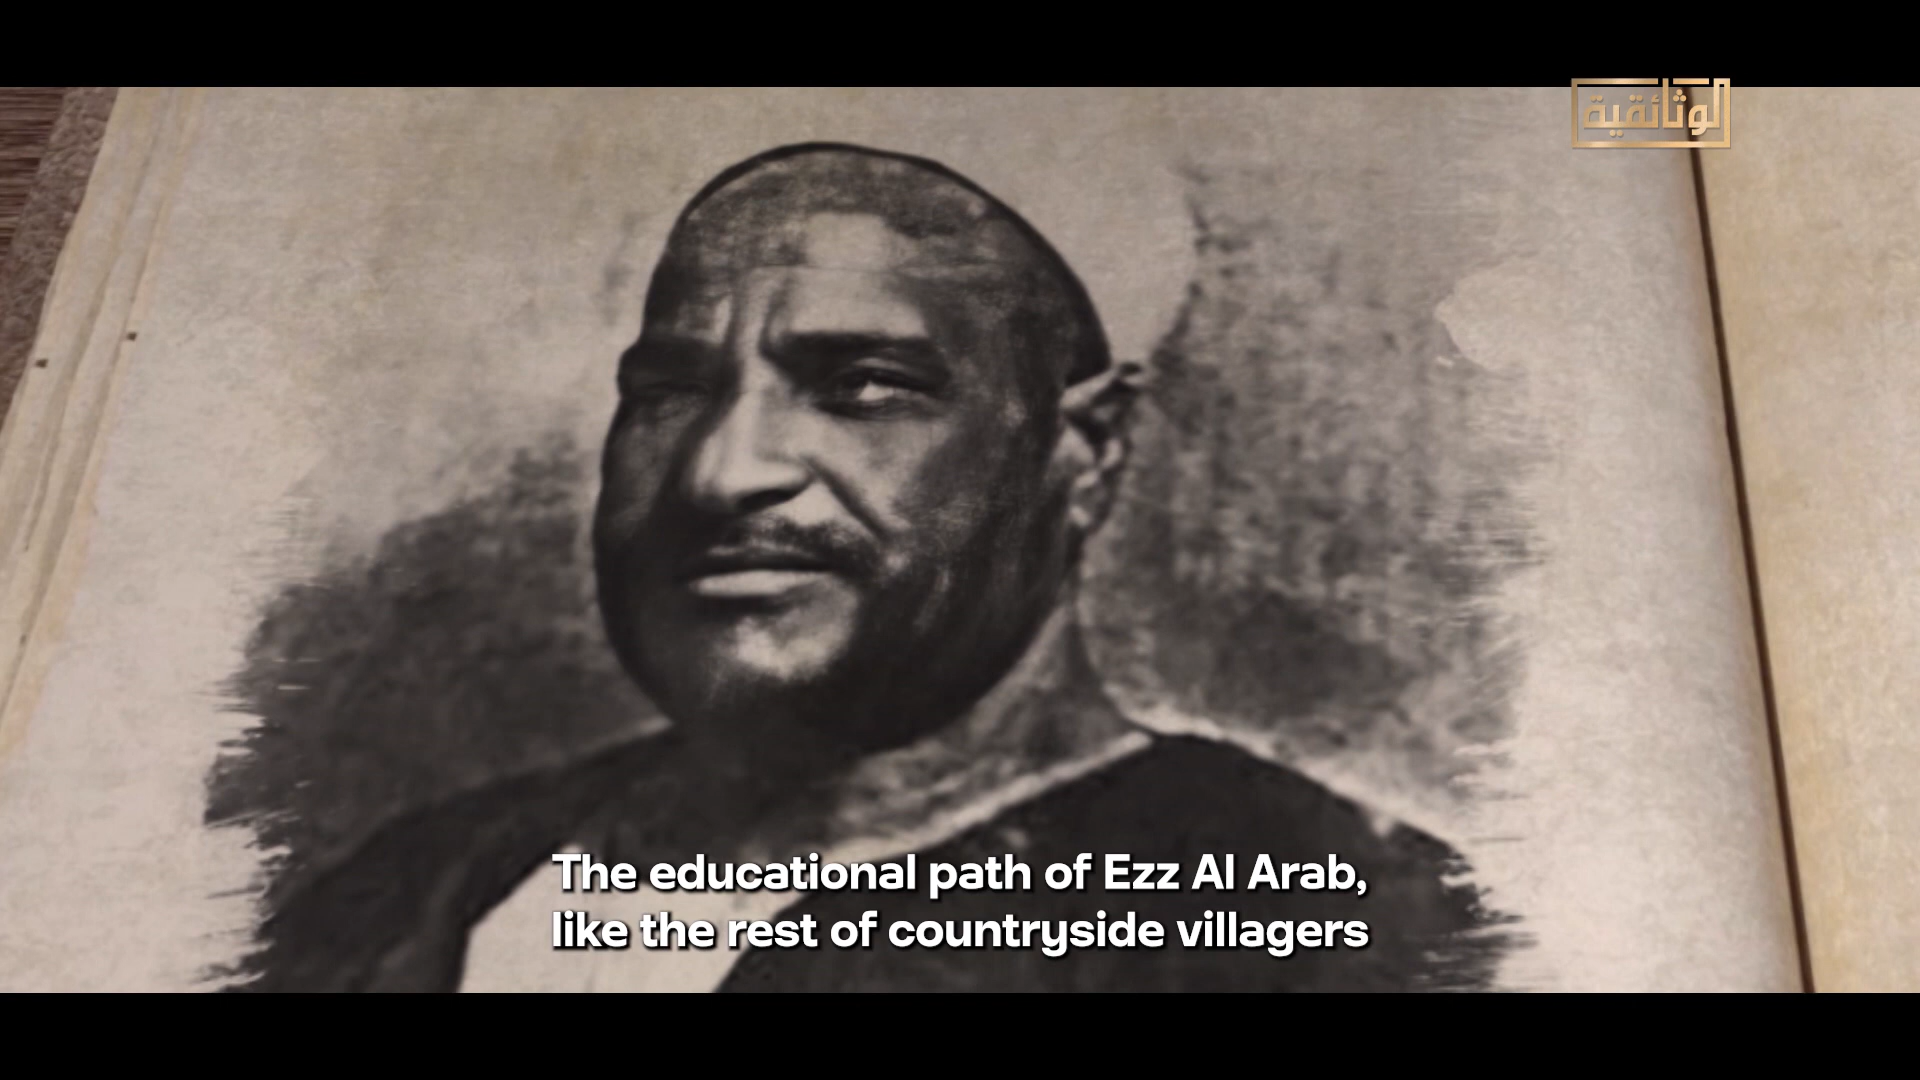 الوثائقية
The educational path of Ezz Al Arab,
like the rest of countryside villagers